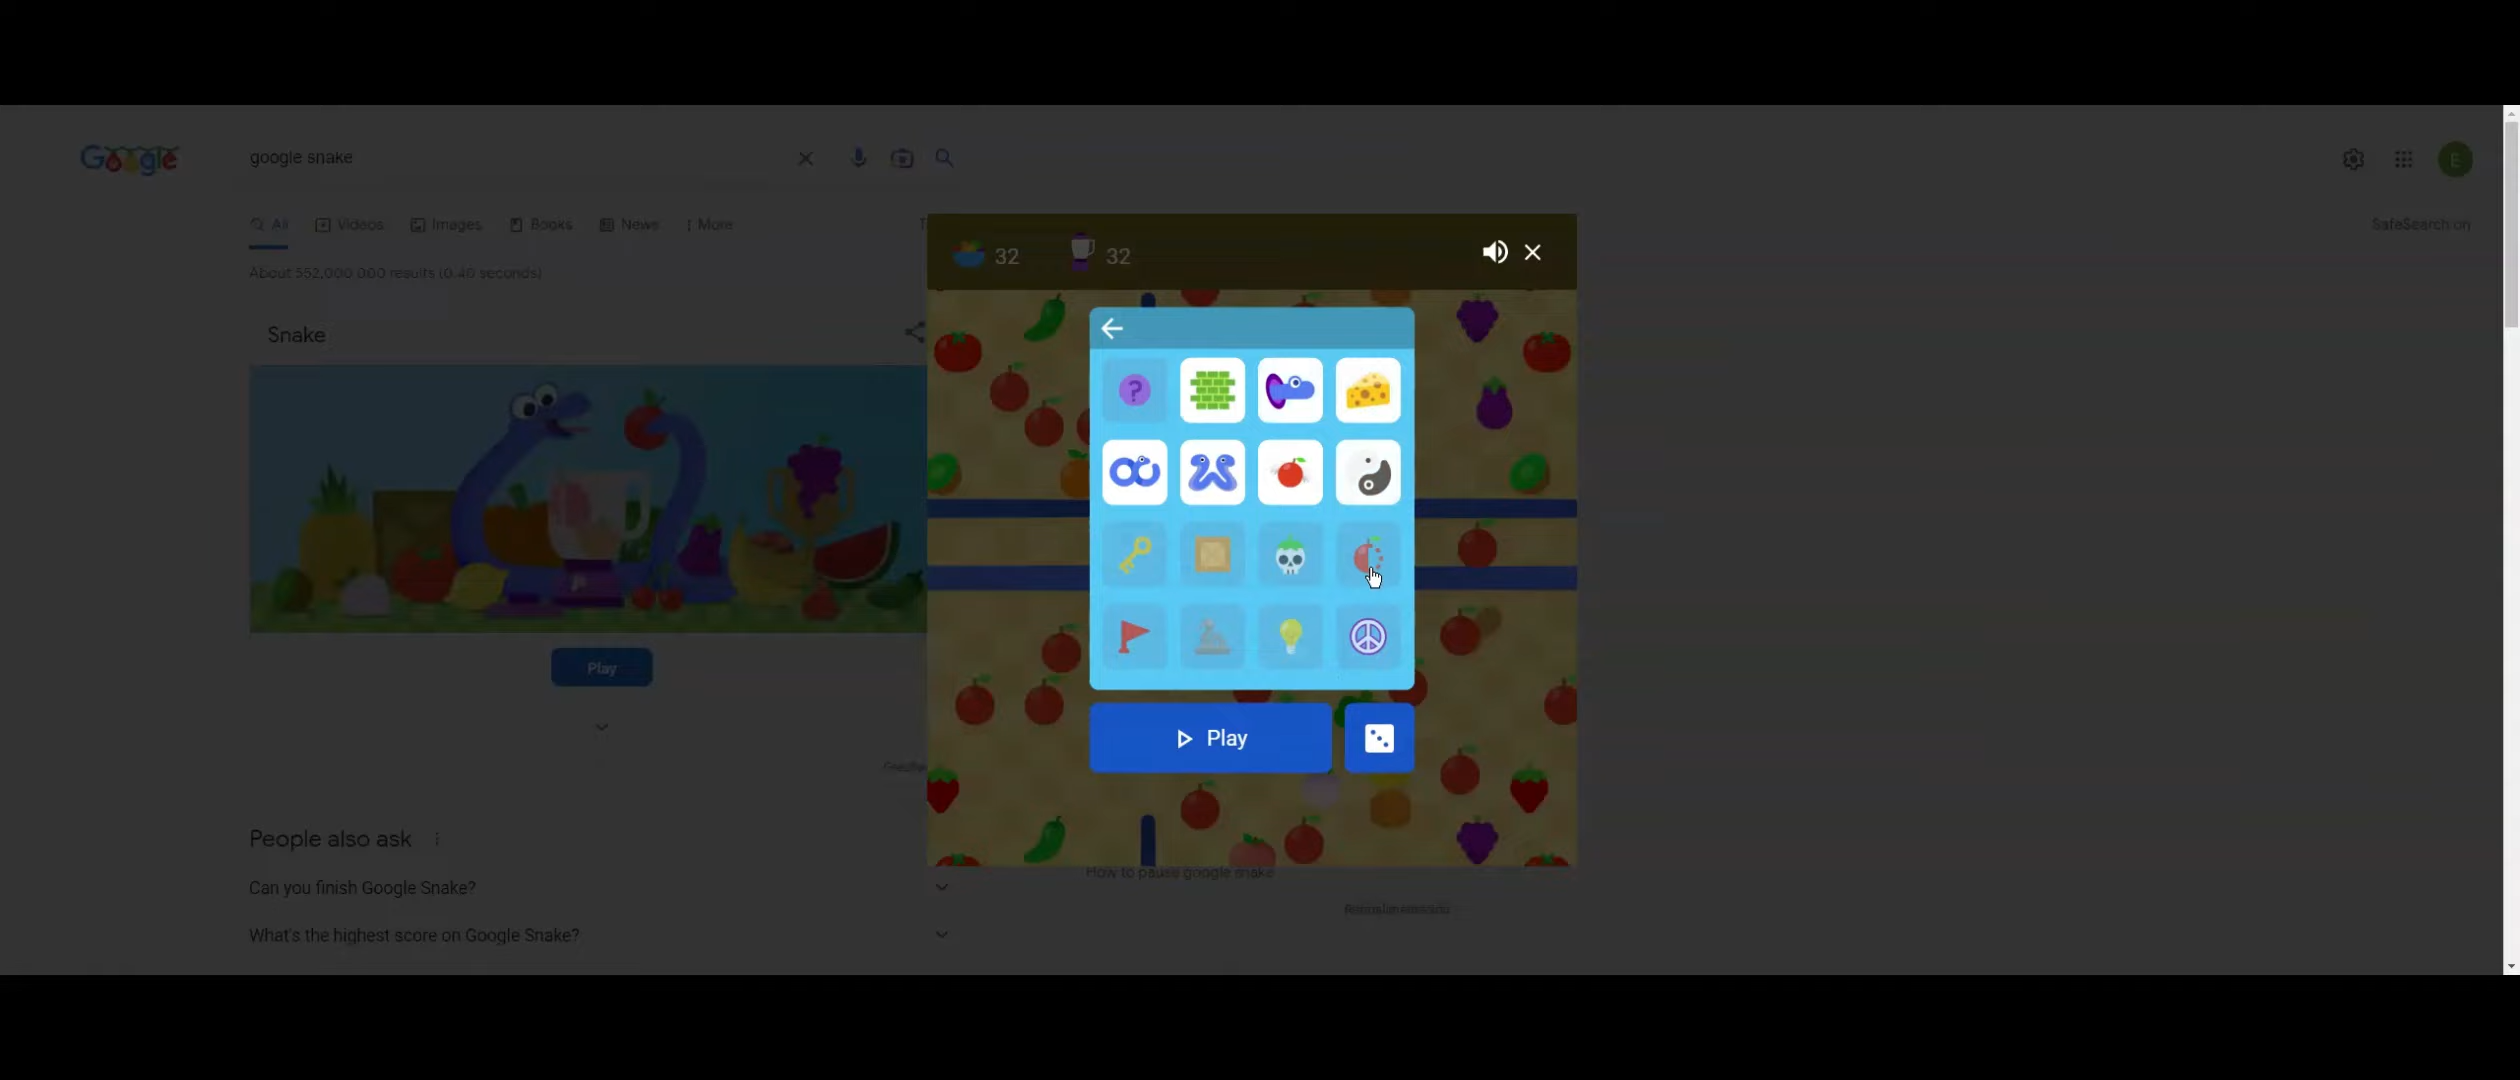 Google
google snake
All
Videos
Images
Books
News
More
SafeSearch on
E
About 552,000,000 results (0.40 seconds)
32
32
Snake
?
Play
Play
People also ask
Can you finish Google Snake?
What's the highest score on Google Snake?
How to pause google snake